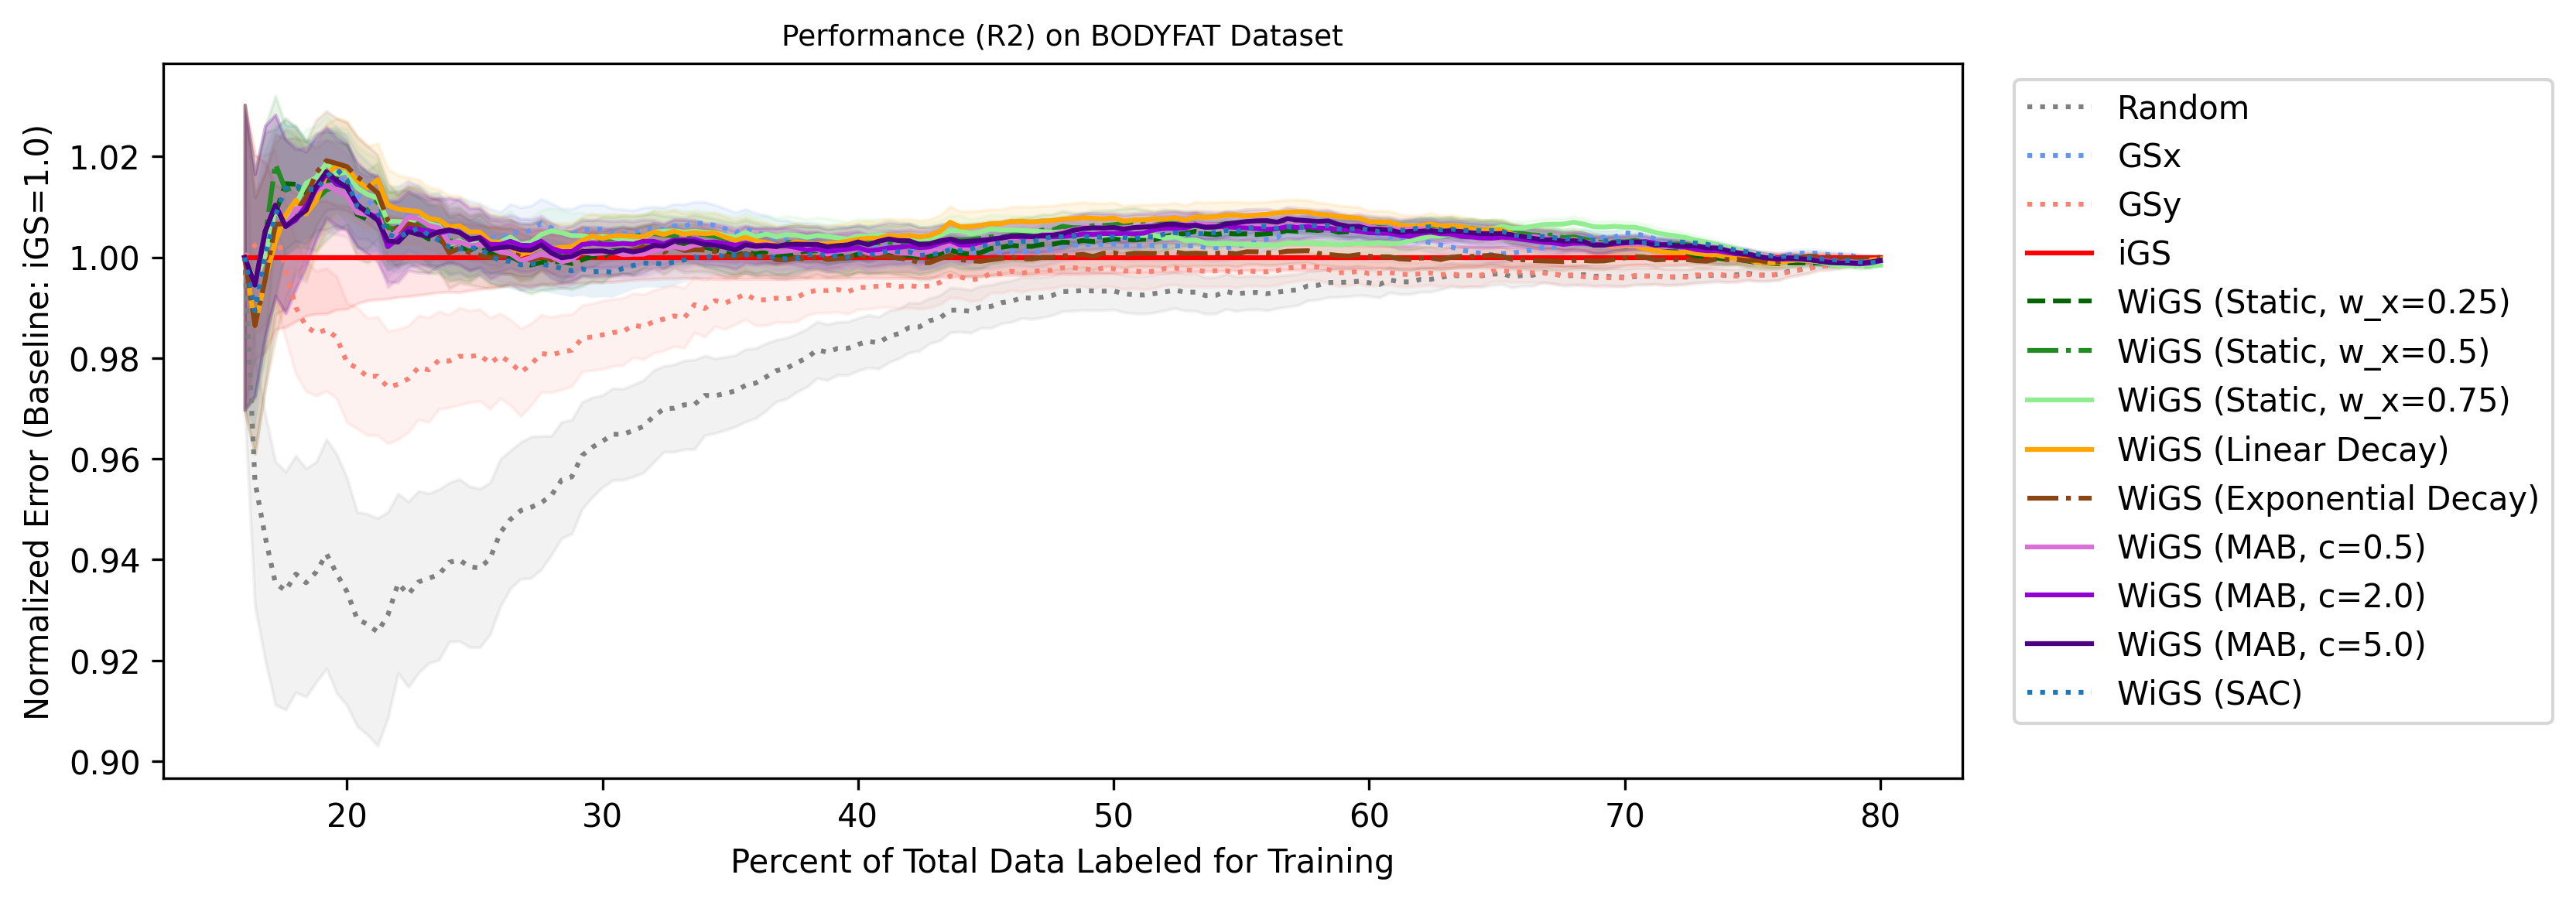 Performance (R2) on BODYFAT Dataset
Normalized Error (Baseline: iGS=1.0)
1.02
1.00
0.98
0.96
0.94
0.92
0.90
20 30 40 50 60 70 80
Percent of Total Data Labeled for Training
Random
GSx
GSy
iGS
WiGS (Static, w_x=0.25)
WiGS (Static, w_x=0.5)
WiGS (Static, w_x=0.75)
WiGS (Linear Decay)
WiGS (Exponential Decay)
WiGS (MAB, c=0.5)
WiGS (MAB, c=2.0)
WiGS (MAB, c=5.0)
WiGS (SAC)